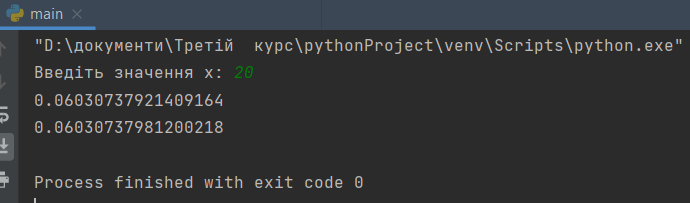 main
"D:\документи\Третій  курс\pythonProject\venv\Scripts\python.exe"
Введіть значення x: 20
0.06030737921409164
0.06030737981200218
Process finished with exit code 0